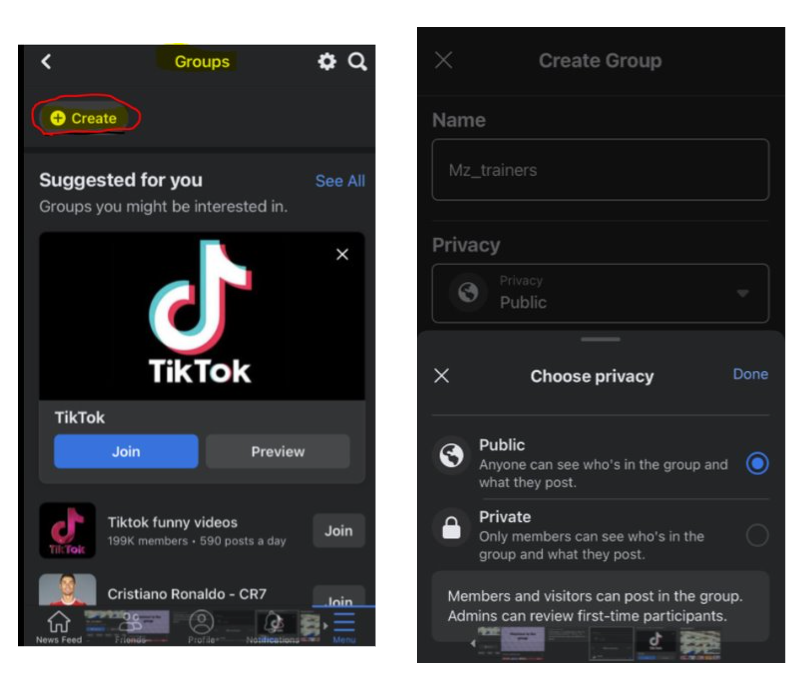 Groups
Create
Suggested for you
See All
Groups you might be interested in.
TikTok
TikTok
Join
Preview
Tiktok funny videos
199K members • 590 posts a day
Join
TikTok
Cristiano Ronaldo - CR7
Join
News Feed
Friends
Profile
Notifications
Menu
Create Group
Name
Mz_trainers
Privacy
Privacy
Public
Choose privacy
Done
Public
Anyone can see who's in the group and
what they post.
Private
Only members can see who's in the
group and what they post.
Members and visitors can post in the group.
Admins can review first-time participants.